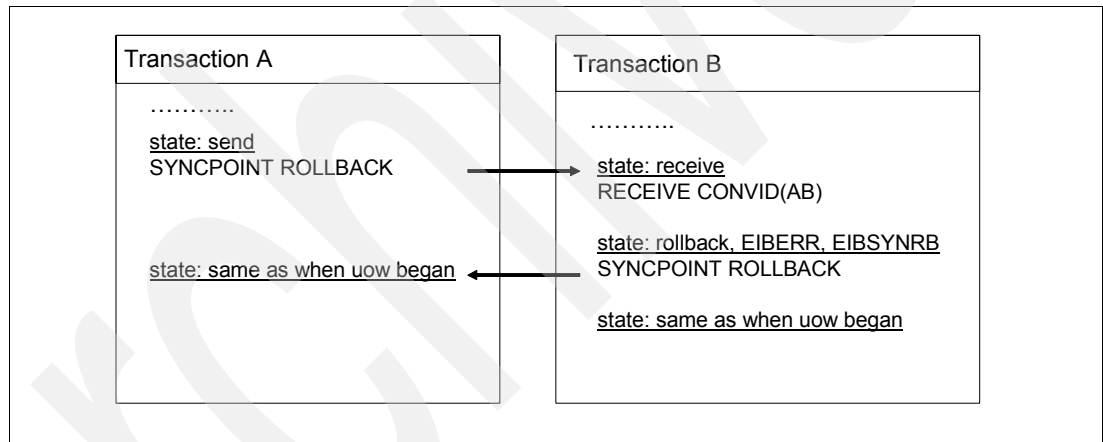 Transaction A
………..
state: send
SYNCPOINT ROLLBACK
state: same as when uow began
Transaction B
………..
state: receive
RECEIVE CONVID(AB)
state: rollback, EIBERR, EIBSYNRB
SYNCPOINT ROLLBACK
state: same as when uow began